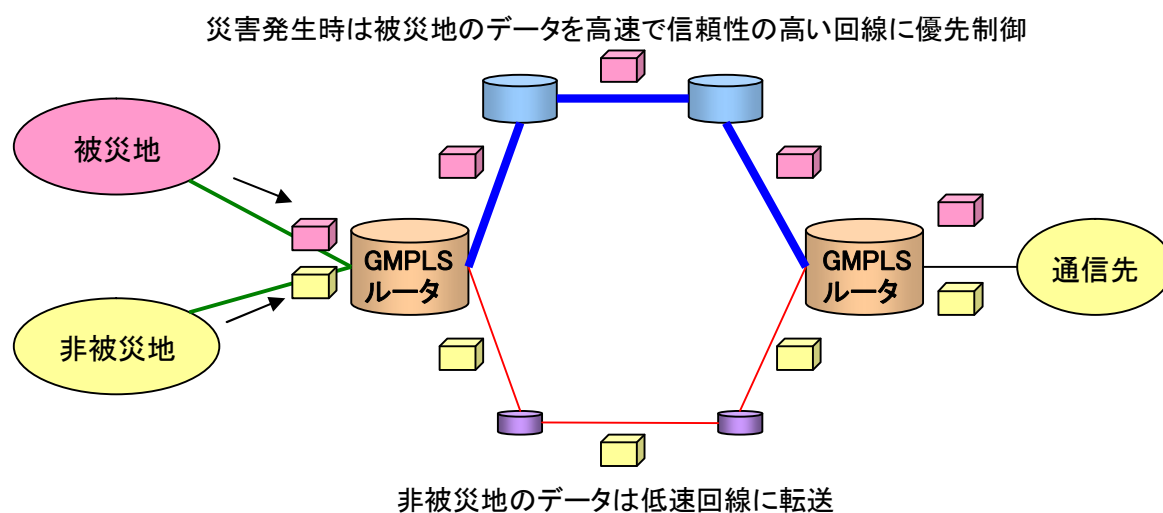 災害発生時は被災地のデータを高速で信頼性の高い回線に優先制御
被災地
非被災地
GMPLS
ルータ
GMPLS
ルータ
通信先
非被災地のデータは低速回線に転送